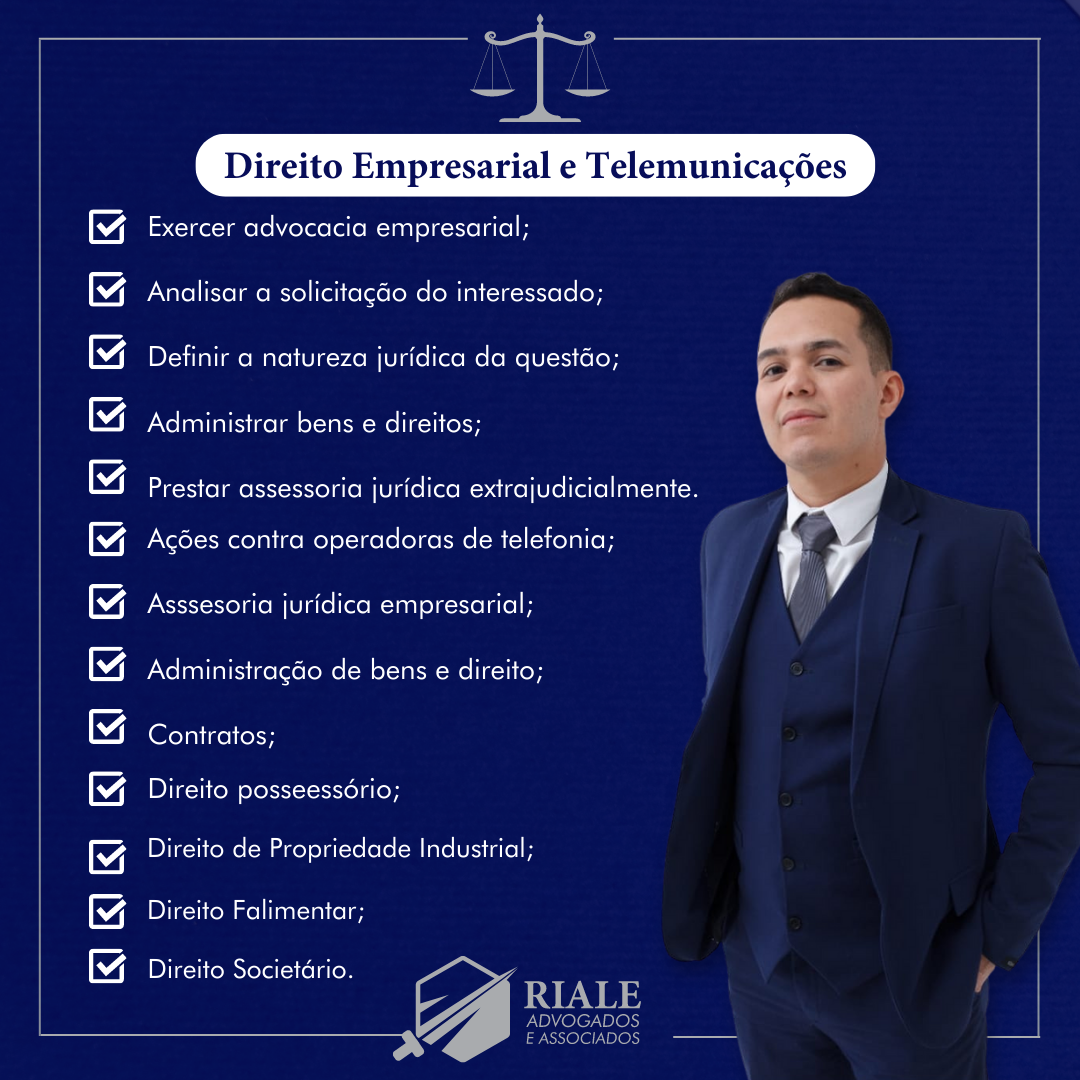 Direito Empresarial e Telemunicações
Exercer advocacia empresarial;
Analisar a solicitação do interessado;
Definir a natureza jurídica da questão;
Administrar bens e direitos;
Prestar assessoria jurídica extrajudicialmente.
Ações contra operadoras de telefonia;
Asssesoria jurídica empresarial;
Administração de bens e direito;
Contratos;
Direito posseessório;
Direito de Propriedade Industrial;
Direito Falimentar;
Direito Societário.
RIALE
ADVOGADOS
E ASSOCIADOS